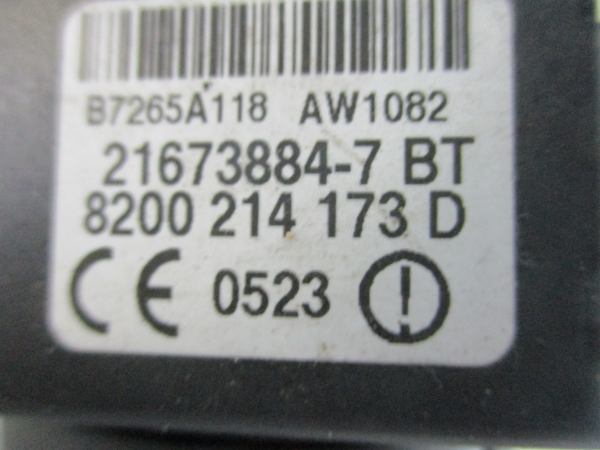 B7265A118 AW1082
21673884-7 BT
8200 214 173 D
CE 0523 !